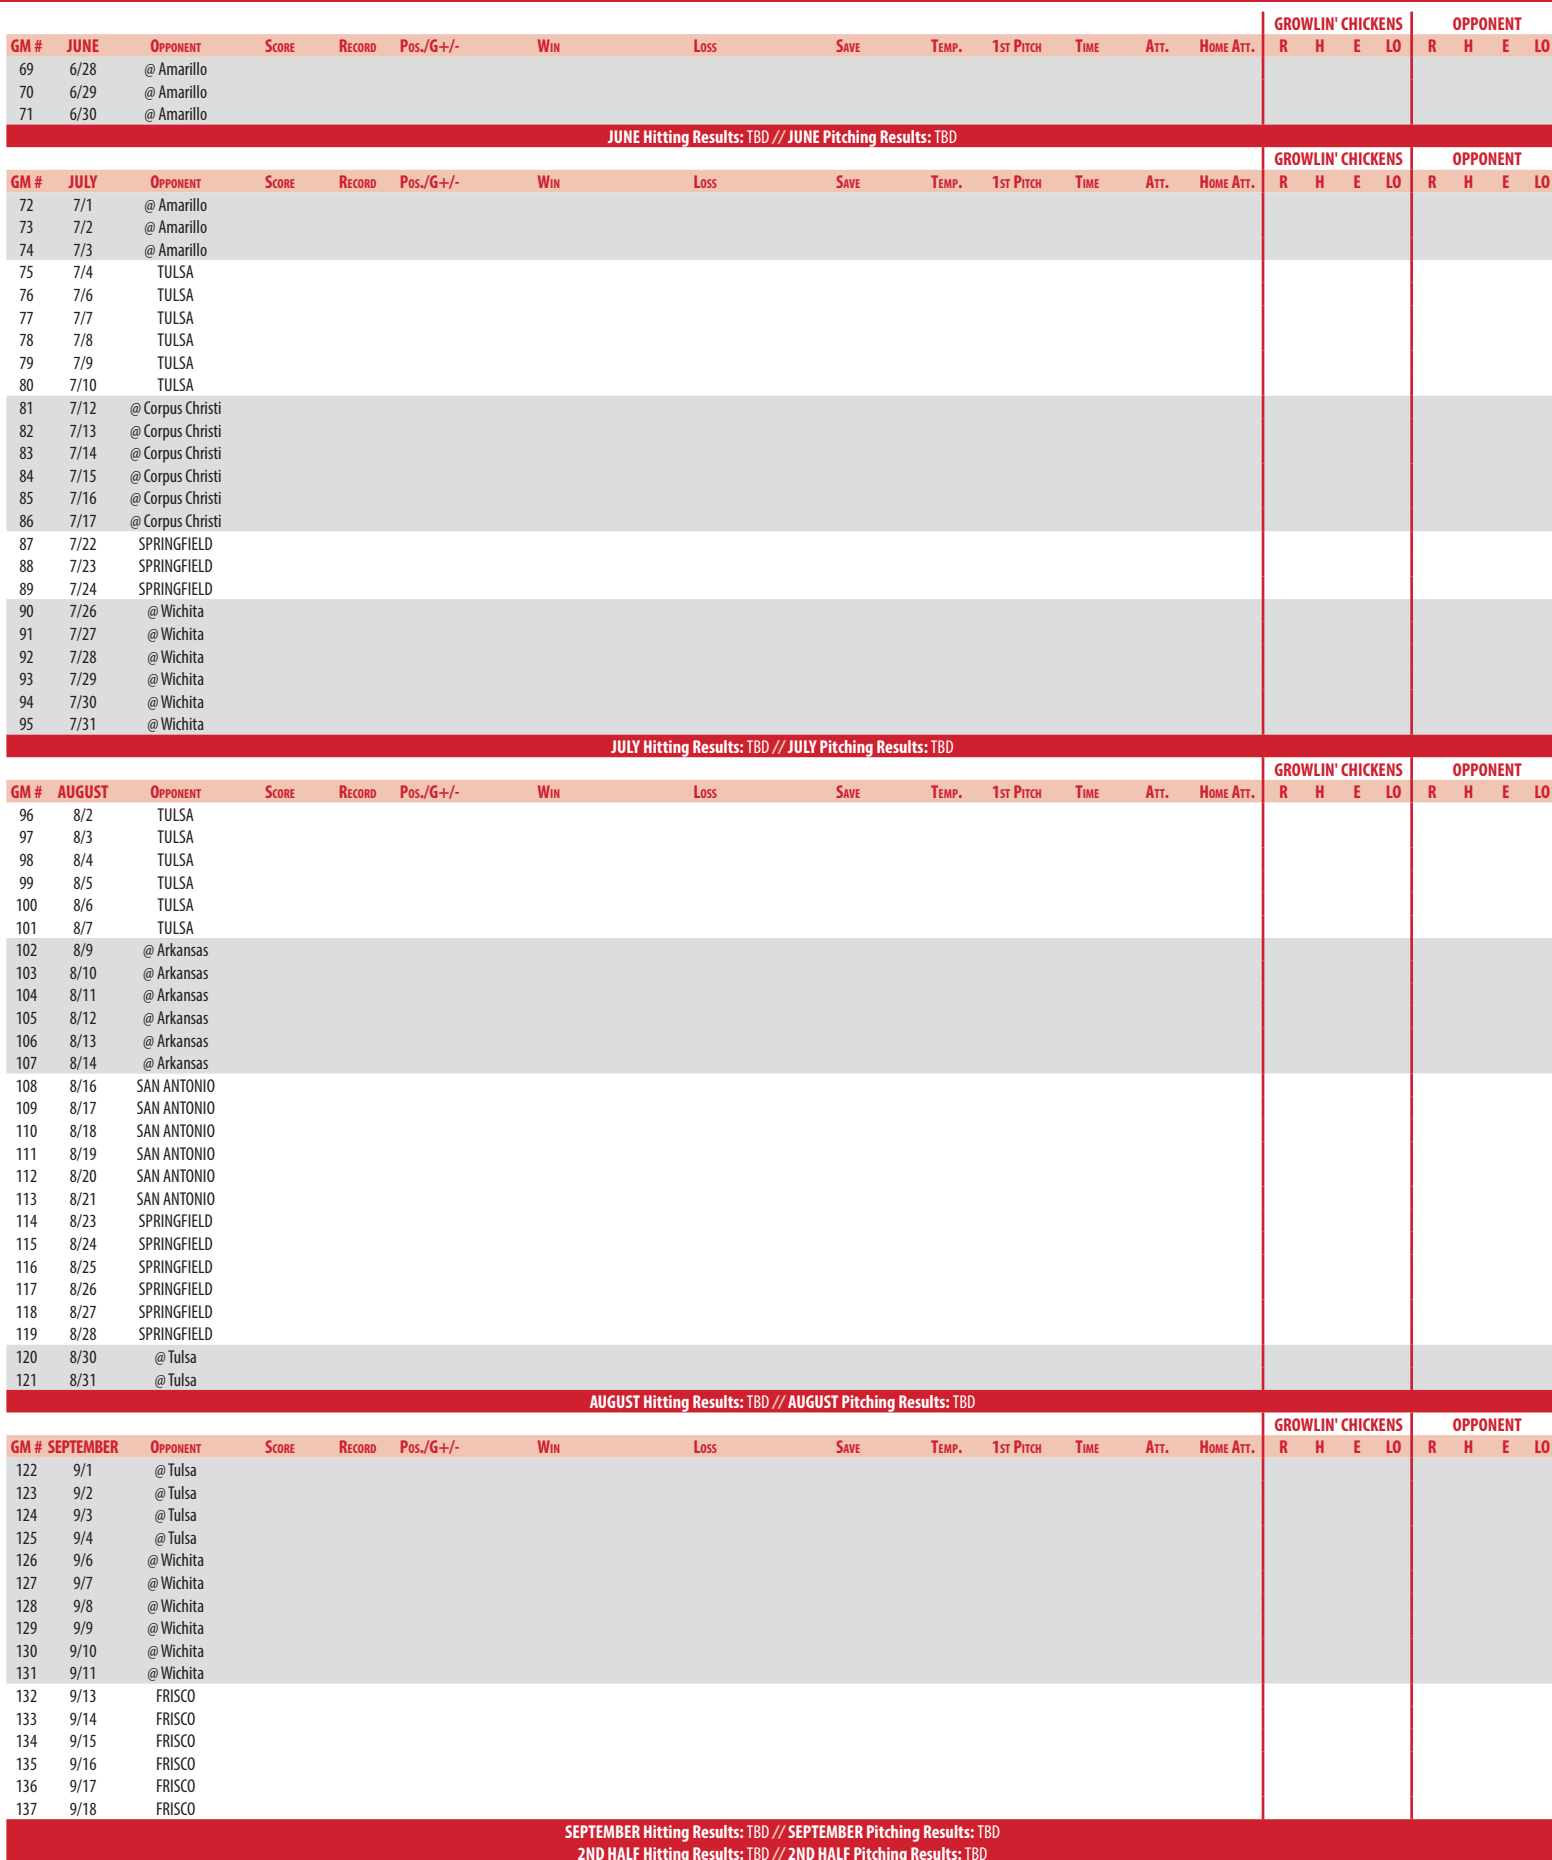 GROWLIN' CHICKENS OPPONENT
GM # JUNE OPPONENT SCORE RECORD POS./G+/- WIN LOSS SAVE TEMP. 1ST PITCH TIME ATT. HOME ATT. R H E LO R H E LO
69 6/28 @ Amarillo
70 6/29 @ Amarillo
71 6/30 @ Amarillo
JUNE Hitting Results: TBD // JUNE Pitching Results: TBD
GROWLIN' CHICKENS OPPONENT
GM # JULY OPPONENT SCORE RECORD POS./G+/- WIN LOSS SAVE TEMP. 1ST PITCH TIME ATT. HOME ATT. R H E LO R H E LO
72 7/1 @ Amarillo
73 7/2 @ Amarillo
74 7/3 @ Amarillo
75 7/4 TULSA
76 7/6 TULSA
77 7/7 TULSA
78 7/8 TULSA
79 7/9 TULSA
80 7/10 TULSA
81 7/12 @ Corpus Christi
82 7/13 @ Corpus Christi
83 7/14 @ Corpus Christi
84 7/15 @ Corpus Christi
85 7/16 @ Corpus Christi
86 7/17 @ Corpus Christi
87 7/22 SPRINGFIELD
88 7/23 SPRINGFIELD
89 7/24 SPRINGFIELD
90 7/26 @ Wichita
91 7/27 @ Wichita
92 7/28 @ Wichita
93 7/29 @ Wichita
94 7/30 @ Wichita
95 7/31 @ Wichita
JULY Hitting Results: TBD // JULY Pitching Results: TBD
GROWLIN' CHICKENS OPPONENT
GM # AUGUST OPPONENT SCORE RECORD POS./G+/- WIN LOSS SAVE TEMP. 1ST PITCH TIME ATT. HOME ATT. R H E LO R H E LO
96 8/2 TULSA
97 8/3 TULSA
98 8/4 TULSA
99 8/5 TULSA
100 8/6 TULSA
101 8/7 TULSA
102 8/9 @ Arkansas
103 8/10 @ Arkansas
104 8/11 @ Arkansas
105 8/12 @ Arkansas
106 8/13 @ Arkansas
107 8/14 @ Arkansas
108 8/16 SAN ANTONIO
109 8/17 SAN ANTONIO
110 8/18 SAN ANTONIO
111 8/19 SAN ANTONIO
112 8/20 SAN ANTONIO
113 8/21 SAN ANTONIO
114 8/23 SPRINGFIELD
115 8/24 SPRINGFIELD
116 8/25 SPRINGFIELD
117 8/26 SPRINGFIELD
118 8/27 SPRINGFIELD
119 8/28 SPRINGFIELD
120 8/30 @ Tulsa
121 8/31 @ Tulsa
AUGUST Hitting Results: TBD // AUGUST Pitching Results: TBD
GROWLIN' CHICKENS OPPONENT
GM # SEPTEMBER OPPONENT SCORE RECORD POS./G+/- WIN LOSS SAVE TEMP. 1ST PITCH TIME ATT. HOME ATT. R H E LO R H E LO
122 9/1 @ Tulsa
123 9/2 @ Tulsa
124 9/3 @ Tulsa
125 9/4 @ Tulsa
126 9/6 @ Wichita
127 9/7 @ Wichita
128 9/8 @ Wichita
129 9/9 @ Wichita
130 9/10 @ Wichita
131 9/11 @ Wichita
132 9/13 FRISCO
133 9/14 FRISCO
134 9/15 FRISCO
135 9/16 FRISCO
136 9/17 FRISCO
137 9/18 FRISCO
SEPTEMBER Hitting Results: TBD // SEPTEMBER Pitching Results: TBD
2ND HALF Hitting Results: TBD // 2ND HALF Pitching Results: TBD